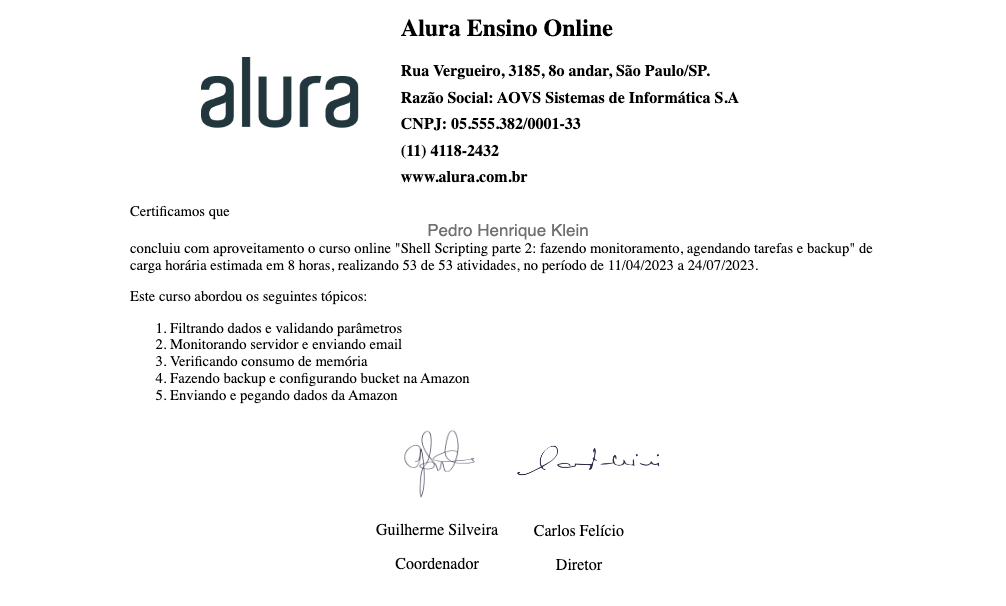 Alura Ensino Online
alura
Rua Vergueiro, 3185, 8o andar, São Paulo/SP.
Razão Social: AOVS Sistemas de Informática S.A
CNPJ: 05.555.382/0001-33
(11) 4118-2432
www.alura.com.br
Certificamos que
Pedro Henrique Klein
concluiu com aproveitamento o curso online "Shell Scripting parte 2: fazendo monitoramento, agendando tarefas e backup" de
carga horária estimada em 8 horas, realizando 53 de 53 atividades, no período de 11/04/2023 a 24/07/2023.
Este curso abordou os seguintes tópicos:
1. Filtrando dados e validando parâmetros
2. Monitorando servidor e enviando email
3. Verificando consumo de memória
4. Fazendo backup e configurando bucket na Amazon
5. Enviando e pegando dados da Amazon
Guilherme Silveira Carlos Felício
Coordenador Diretor